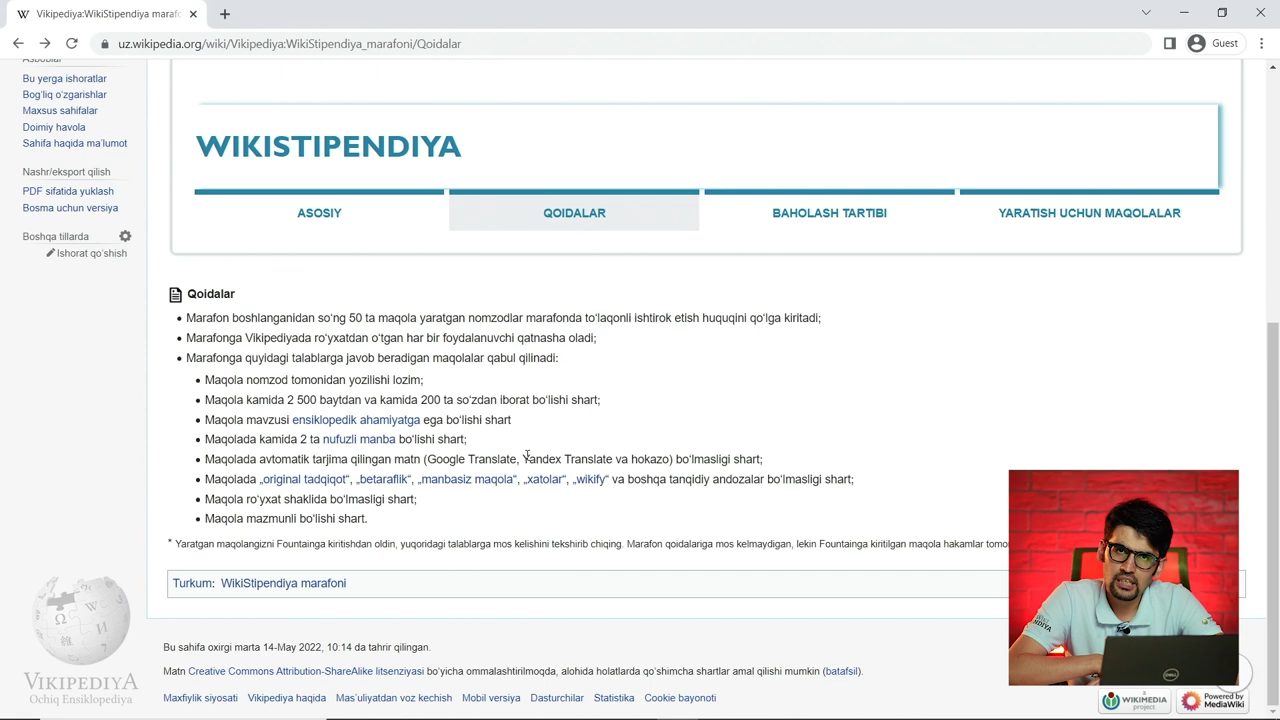 Vikipediya:WikiStipendiya maraf
uz.wikipedia.org/wiki/Vikipediya:WikiStipendiya_marafoni/Qoidalar
Guest
Asboblar
Bu yerga ishoratlar
Bogʻliq oʻzgarishlar
Maxsus sahifalar
Doimiy havola
Sahifa haqida maʼlumot
Nashr/eksport qilish
PDF sifatida yuklash
Bosma uchun versiya
Boshqa tillarda
Ishorat qoʻshish
WIKISTIPENDIYA
ASOSIY
QOIDALAR
BAHOLASH TARTIBI
YARATISH UCHUN MAQOLALAR
Qoidalar
Marafon boshlanganidan soʻng 50 ta maqola yaratgan nomzodlar marafonda toʻlaqonli ishtirok etish huquqini qoʻlga kiritadi;
Marafonga Vikipediyada roʻyxatdan oʻtgan har bir foydalanuvchi qatnasha oladi;
Marafonga quyidagi talablarga javob beradigan maqolalar qabul qilinadi:
Maqola nomzod tomonidan yozilishi lozim;
Maqola kamida 2 500 baytdan va kamida 200 ta soʻzdan iborat boʻlishi shart;
Maqola mavzusi ensiklopedik ahamiyatga ega boʻlishi shart
Maqolada kamida 2 ta nufuzli manba boʻlishi shart;
Maqolada avtomatik tarjima qilingan matn (Google Translate, Yandex Translate va hokazo) boʻlmasligi shart;
Maqolada „original tadqiqot“, „betaraflik“, „manbasiz maqola“, „xatolar“, „wikify“ va boshqa tanqidiy andozalar boʻlmasligi shart;
Maqola roʻyxat shaklida boʻlmasligi shart;
Maqola mazmunli boʻlishi shart.
* Yaratgan maqolangizni Fountainga kiritishdan oldin, yuqoridagi talablarga mos kelishini tekshirib chiqing. Marafon qoidalariga mos kelmaydigan, lekin Fountainga kiritilgan maqola hakamlar tomo
Turkum: WikiStipendiya marafoni
VIKIPEDIYA
Ochiq Ensiklopediya
Bu sahifa oxirgi marta 14-May 2022, 10:14 da tahrir qilingan.
Matn Creative Commons Attribution-ShareAlike litsenziyasi boʻyicha ommalashtirilmoqda, alohida holatlarda qoʻshimcha shartlar amal qilishi mumkin (batafsil).
Maxfiylik siyosati Vikipediya haqida Masʼuliyatdan voz kechish Mobil versiya Dasturchilar Statistika Cookie bayonoti
a WIKIMEDIA project
Powered by MediaWiki
DELL